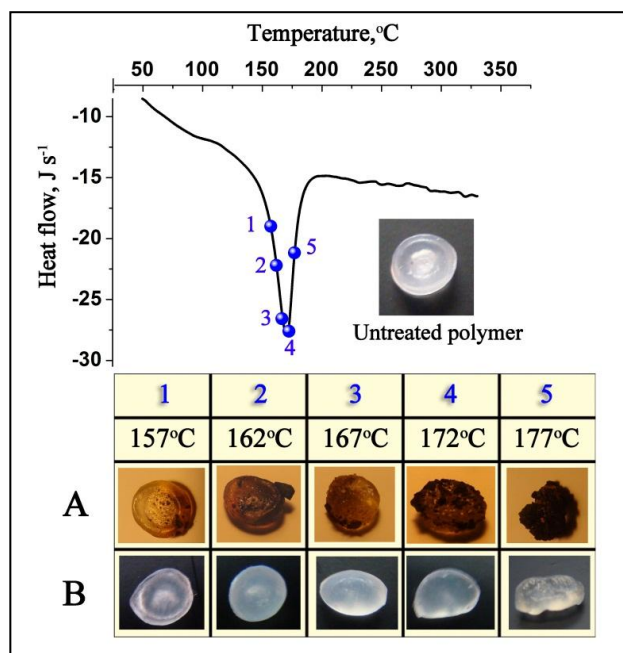 Temperature,°C
50 100 150 200 250 300 350
Heat flow, J s⁻¹
-10
-15
-20
-25
-30
1
2
3
4
5
Untreated polymer
1 2 3 4 5
157°C 162°C 167°C 172°C 177°C
A
B